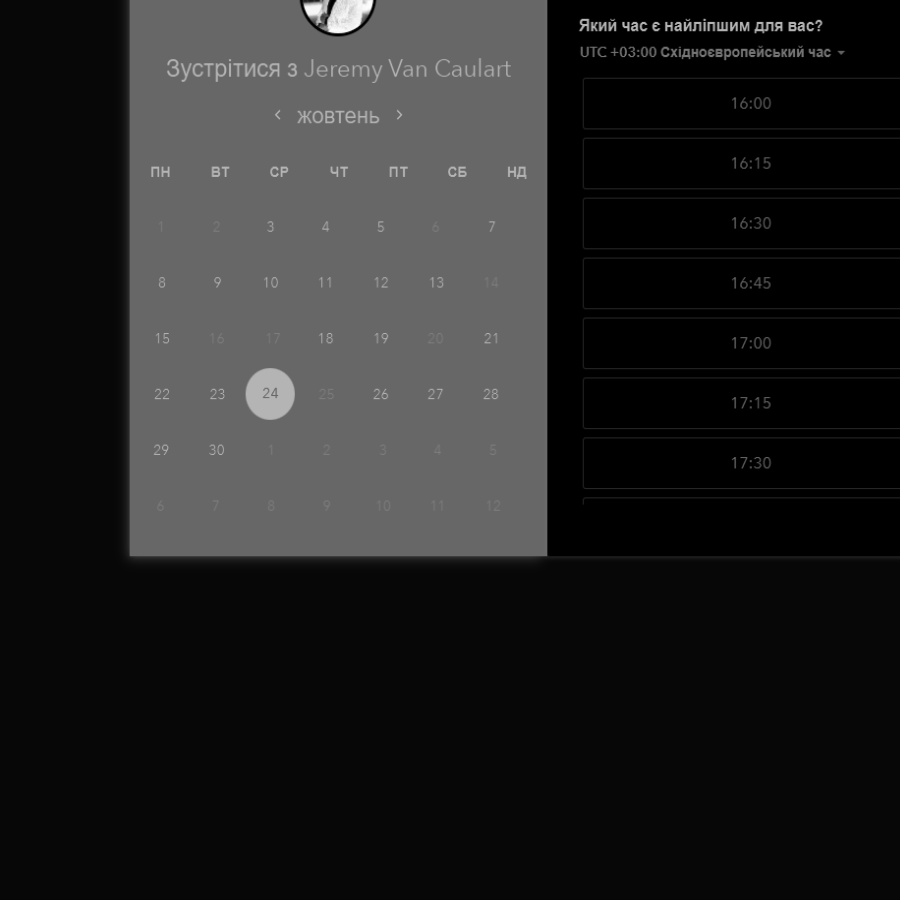 Зустрітися з Jeremy Van Caulart
жовтень
ПН ВТ СР ЧТ ПТ СБ НД
1 2 3 4 5 6 7
8 9 10 11 12 13 14
15 16 17 18 19 20 21
22 23 24 25 26 27 28
29 30 1 2 3 4 5
6 7 8 9 10 11 12
Який час є найліпшим для вас?
UTC +03:00 Східноєвропейський час
16:00
16:15
16:30
16:45
17:00
17:15
17:30